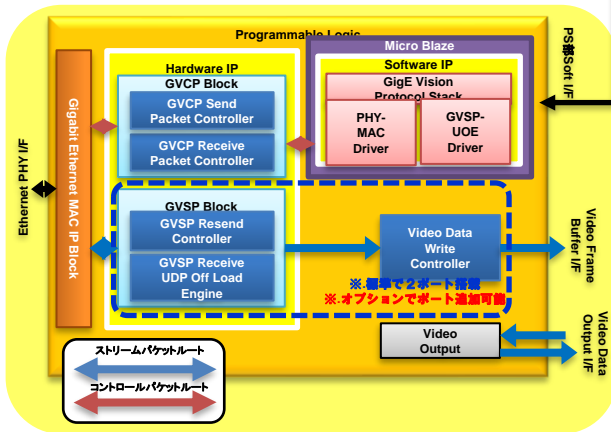 Programmable Logic
Micro Blaze
Hardware IP
Software IP
GVCP Block
GVCP Send
Packet Controller
GVCP Receive
Packet Controller
GigE Vision
Protocol Stack
PHY-
MAC
Driver
GVSP-
UOE
Driver
PS部Soft I/F
Gigabit Ethernet MAC IP Block
Ethernet PHY I/F
GVSP Block
GVSP Resend
Controller
GVSP Receive
UDP Off Load
Engine
Video Data
Write
Controller
Video Frame
Buffer I/F
※.標準で2ポート搭載
※.オプションでポート追加可能
Video
Output
Video Data
Output I/F
ストリームパケットルート
コントロールパケットルート